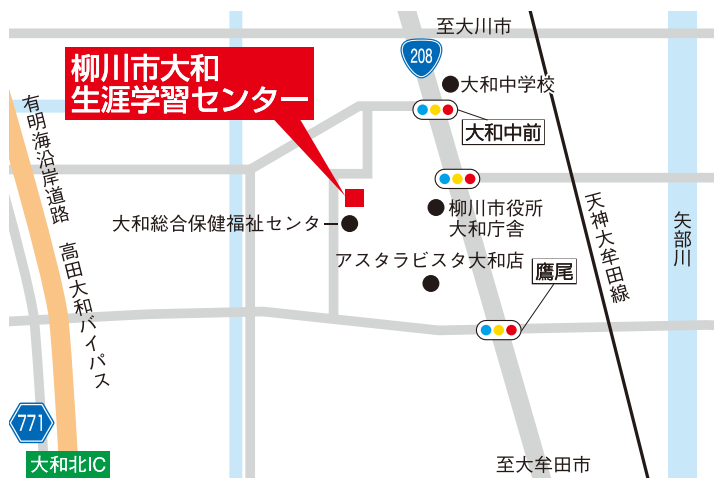 至大川市
208
柳川市大和
生涯学習センター
大和中学校
大和中前
有明海沿岸道路 高田大和バイパス
大和総合保健福祉センター
柳川市役所
大和庁舎
天神大牟田線
矢部川
アスタラビスタ大和店
鷹尾
771
大和北IC
至大牟田市